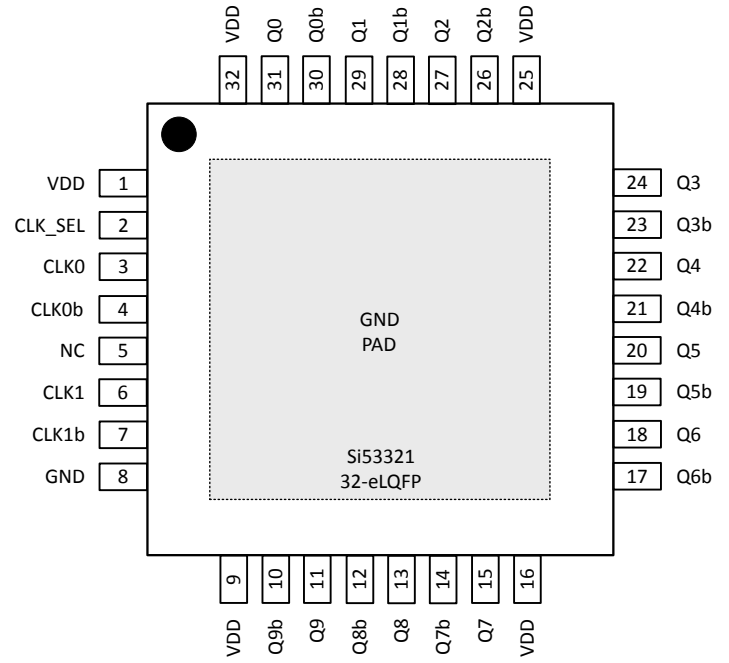 VDD Q0 Q0b Q1 Q1b Q2 Q2b VDD
32 31 30 29 28 27 26 25
VDD 1
CLK_SEL 2
CLK0 3
CLK0b 4
NC 5
CLK1 6
CLK1b 7
GND 8
GND
PAD
Si53321
32-eLQFP
24 Q3
23 Q3b
22 Q4
21 Q4b
20 Q5
19 Q5b
18 Q6
17 Q6b
9 10 11 12 13 14 15 16
VDD Q9b Q9 Q8b Q8 Q7b Q7 VDD